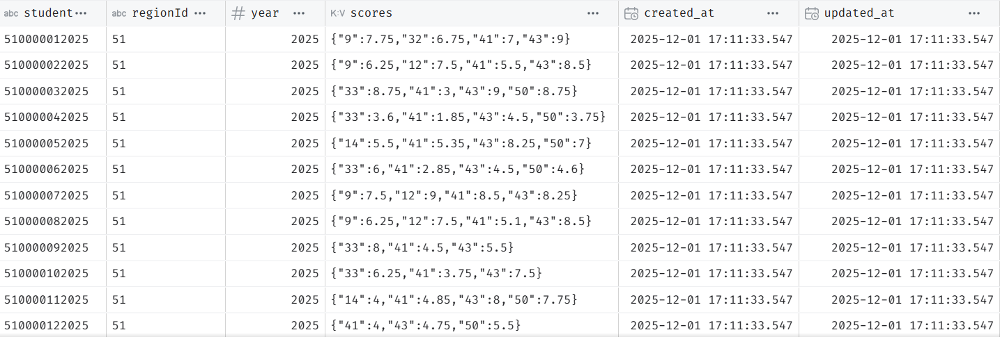 abc student••• abc regionId ••• # year ••• K:V scores ••• created_at ••• updated_at •••
510000012025 51 2025 {"9":7.75,"32":6.75,"41":7,"43":9} 2025-12-01 17:11:33.547 2025-12-01 17:11:33.547
510000022025 51 2025 {"9":6.25,"12":7.5,"41":5.5,"43":8.5} 2025-12-01 17:11:33.547 2025-12-01 17:11:33.547
510000032025 51 2025 {"33":8.75,"41":3,"43":9,"50":8.75} 2025-12-01 17:11:33.547 2025-12-01 17:11:33.547
510000042025 51 2025 {"33":3.6,"41":1.85,"43":4.5,"50":3.75} 2025-12-01 17:11:33.547 2025-12-01 17:11:33.547
510000052025 51 2025 {"14":5.5,"41":5.35,"43":8.25,"50":7} 2025-12-01 17:11:33.547 2025-12-01 17:11:33.547
510000062025 51 2025 {"33":6,"41":2.85,"43":4.5,"50":4.6} 2025-12-01 17:11:33.547 2025-12-01 17:11:33.547
510000072025 51 2025 {"9":7.5,"12":9,"41":8.5,"43":8.25} 2025-12-01 17:11:33.547 2025-12-01 17:11:33.547
510000082025 51 2025 {"9":6.25,"12":7.5,"41":5.1,"43":8.5} 2025-12-01 17:11:33.547 2025-12-01 17:11:33.547
510000092025 51 2025 {"33":8,"41":4.5,"43":5.5} 2025-12-01 17:11:33.547 2025-12-01 17:11:33.547
510000102025 51 2025 {"33":6.25,"41":3.75,"43":7.5} 2025-12-01 17:11:33.547 2025-12-01 17:11:33.547
510000112025 51 2025 {"14":4,"41":4.85,"43":8,"50":7.75} 2025-12-01 17:11:33.547 2025-12-01 17:11:33.547
510000122025 51 2025 {"41":4,"43":4.75,"50":5.5} 2025-12-01 17:11:33.547 2025-12-01 17:11:33.547